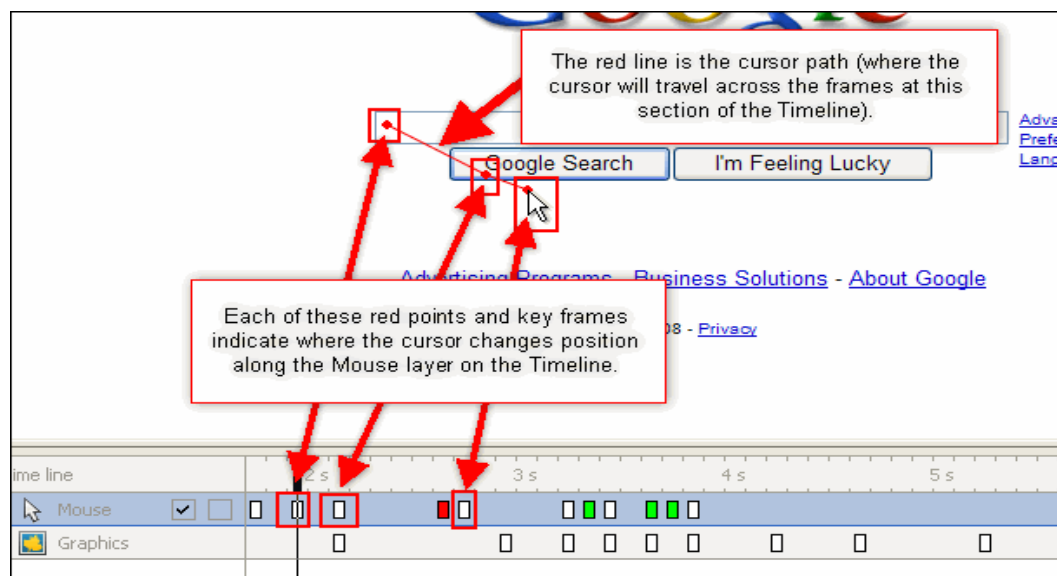 Google
The red line is the cursor path (where the
cursor will travel across the frames at this
section of the Timeline).
Google Search
I'm Feeling Lucky
Advertising Programs - Business Solutions - About Google
Each of these red points and key frames
indicate where the cursor changes position
along the Mouse layer on the Timeline.
08 - Privacy
ime line
2 s
3 s
4 s
5 s
Mouse
Graphics